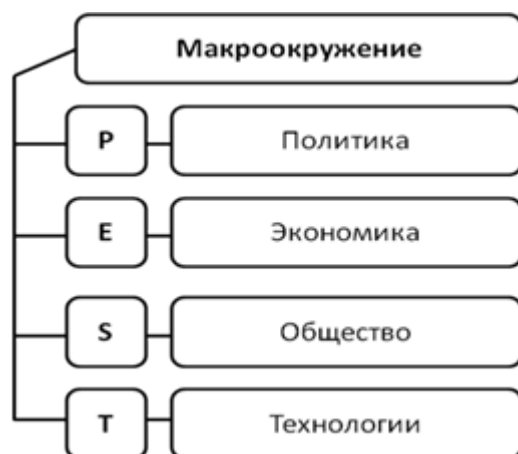 Макроокружение
P Политика
E Экономика
S Общество
T Технологии